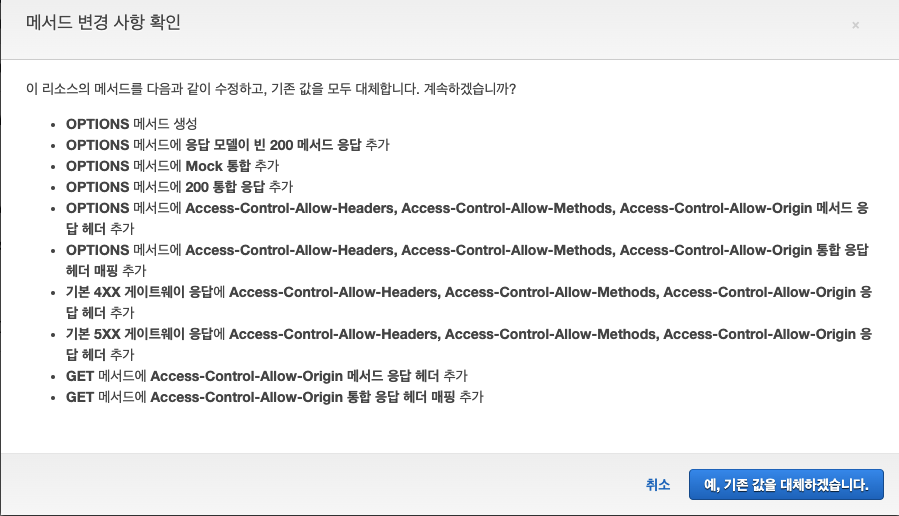 메서드 변경 사항 확인
×
이 리소스의 메서드를 다음과 같이 수정하고, 기존 값을 모두 대체합니다. 계속하겠습니까?
• OPTIONS 메서드 생성
• OPTIONS 메서드에 응답 모델이 빈 200 메서드 응답 추가
• OPTIONS 메서드에 Mock 통합 추가
• OPTIONS 메서드에 200 통합 응답 추가
• OPTIONS 메서드에 Access-Control-Allow-Headers, Access-Control-Allow-Methods, Access-Control-Allow-Origin 메서드 응
답 헤더 추가
• OPTIONS 메서드에 Access-Control-Allow-Headers, Access-Control-Allow-Methods, Access-Control-Allow-Origin 통합 응답
헤더 매핑 추가
• 기본 4XX 게이트웨이 응답에 Access-Control-Allow-Headers, Access-Control-Allow-Methods, Access-Control-Allow-Origin 응
답 헤더 추가
• 기본 5XX 게이트웨이 응답에 Access-Control-Allow-Headers, Access-Control-Allow-Methods, Access-Control-Allow-Origin 응
답 헤더 추가
• GET 메서드에 Access-Control-Allow-Origin 메서드 응답 헤더 추가
• GET 메서드에 Access-Control-Allow-Origin 통합 응답 헤더 매핑 추가
취소
예, 기존 값을 대체하겠습니다.